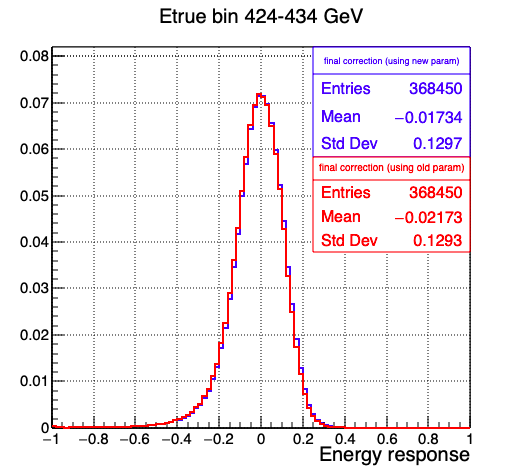 Etrue bin 424-434 GeV
final correction (using new param)
Entries 368450
Mean −0.01734
Std Dev 0.1297
final correction (using old param)
Entries 368450
Mean −0.02173
Std Dev 0.1293
0.08
0.07
0.06
0.05
0.04
0.03
0.02
0.01
0
−1 −0.8 −0.6 −0.4 −0.2 0 0.2 0.4 0.6 0.8 1
Energy response